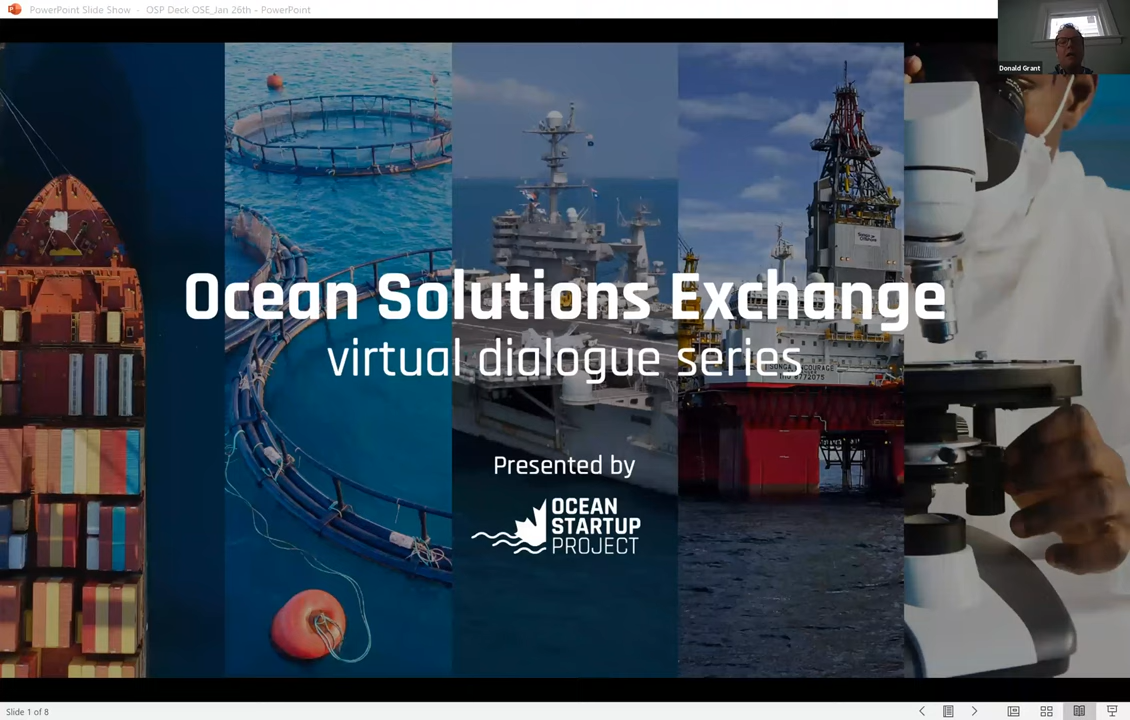 PowerPoint Slide Show - OSP Deck OSE_Jan 26th - PowerPoint
Donald Grant
Ocean Solutions Exchange
virtual dialogue series
Presented by
OCEAN
STARTUP
PROJECT
Slide 1 of 8